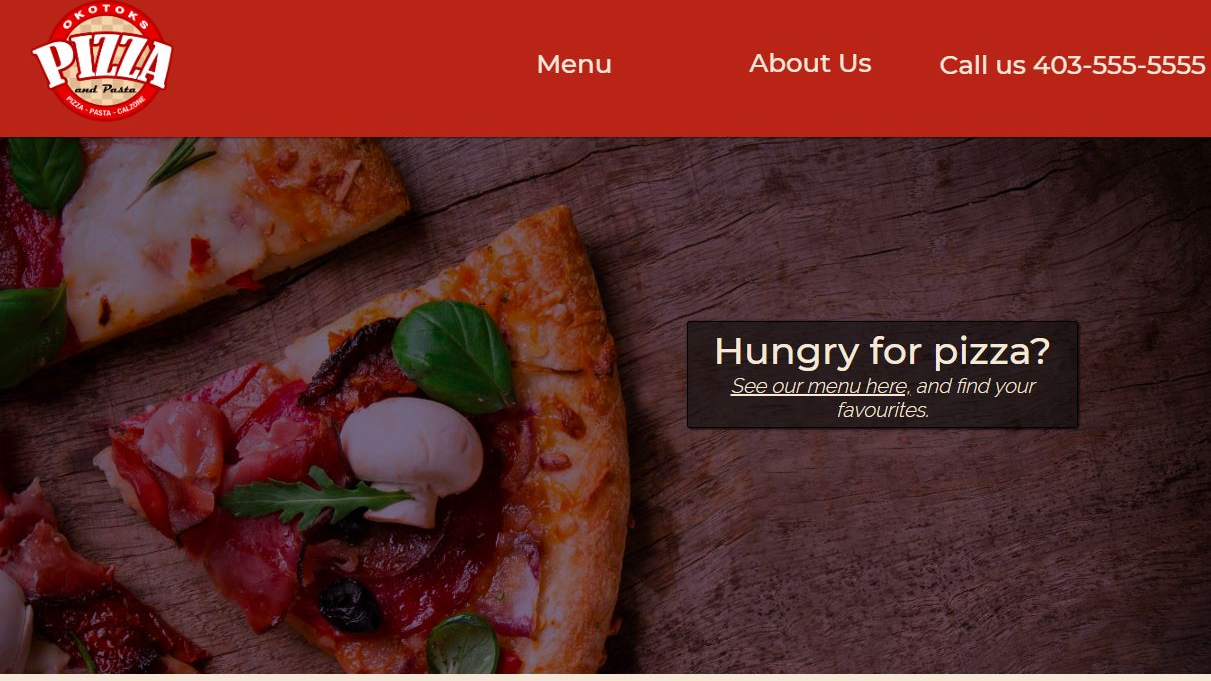 OKOTOKS
PIZZA
and Pasta
PIZZA - PASTA - CALZONE
Menu
About Us
Call us 403-555-5555
Hungry for pizza?
See our menu here, and find your
favourites.